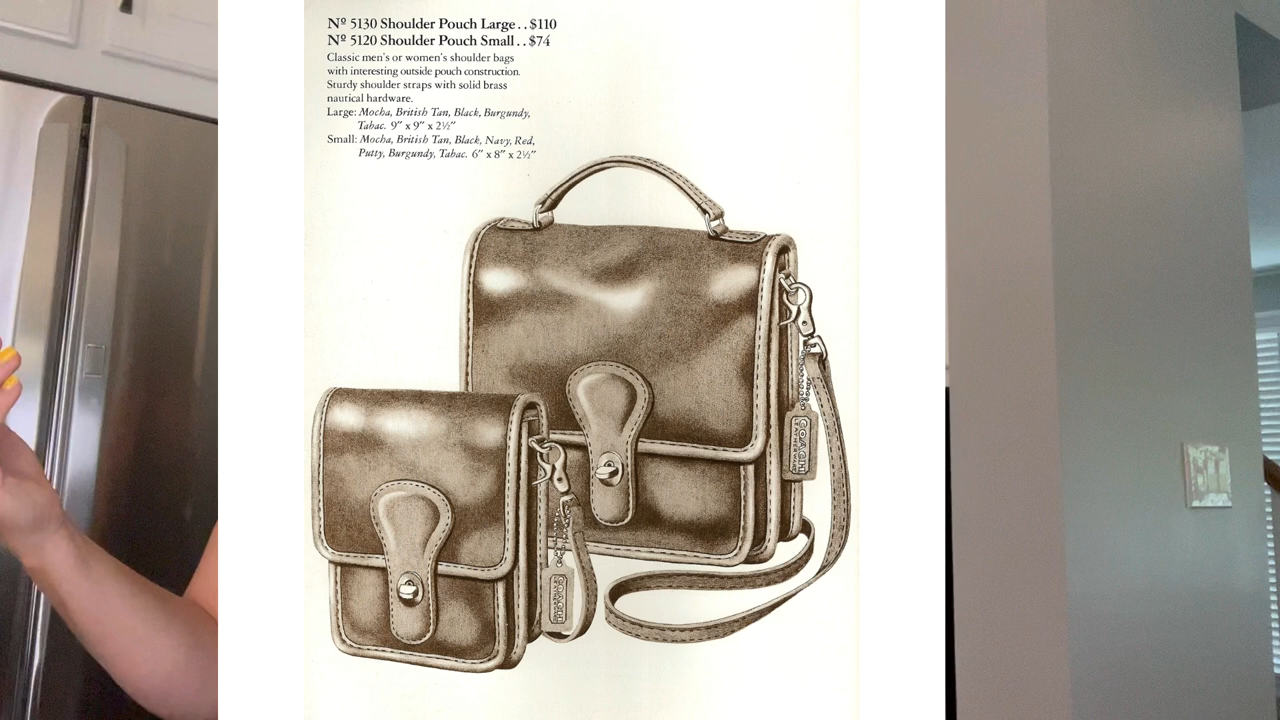 Nº 5130 Shoulder Pouch Large . . $110
Nº 5120 Shoulder Pouch Small . . $74
Classic men's or women's shoulder bags
with interesting outside pouch construction.
Sturdy shoulder straps with solid brass
nautical hardware.
Large: Mocha, British Tan, Black, Burgundy,
Tabac. 9" x 9" x 2½"
Small: Mocha, British Tan, Black, Navy, Red,
Putty, Burgundy, Tabac. 6" x 8" x 2½"
COACH
LEATHERWARE
COACH
LEATHERWARE